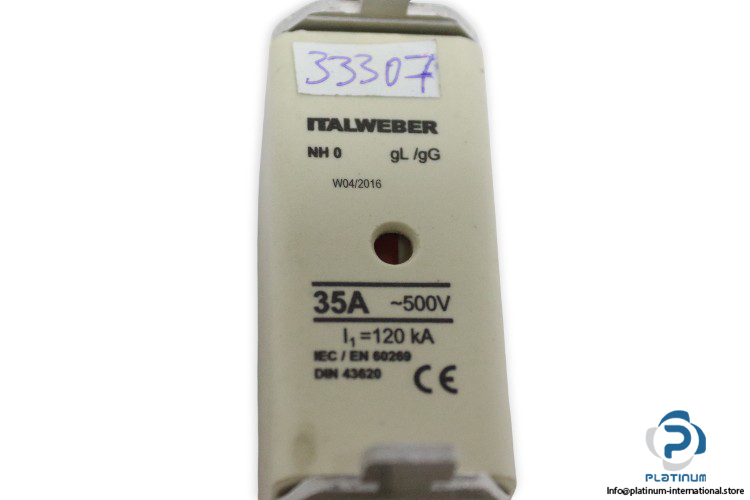 33307
ITALWEBER
NH 0 gL /gG
W04/2016
35A ~500V
I₁ =120 kA
IEC / EN 60269
DIN 43620
CE
PLATINUM
Info@platinum-international.store